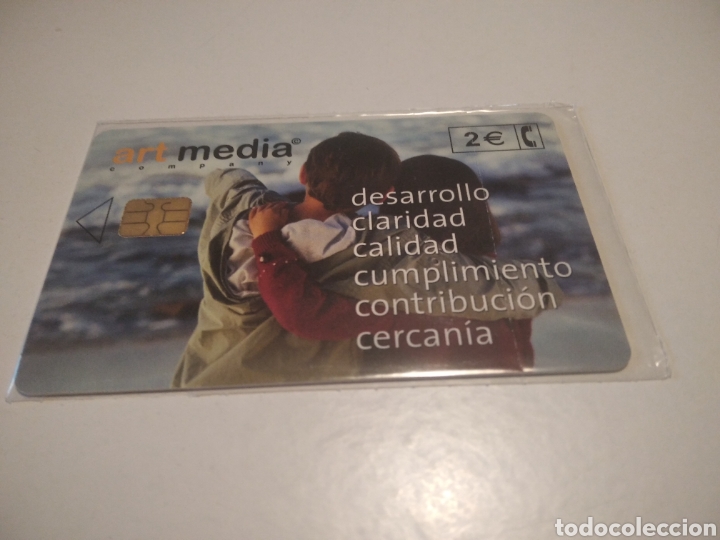 art media©
company
2€
desarrollo
claridad
calidad
cumplimiento
contribución
cercanía
todocoleccion